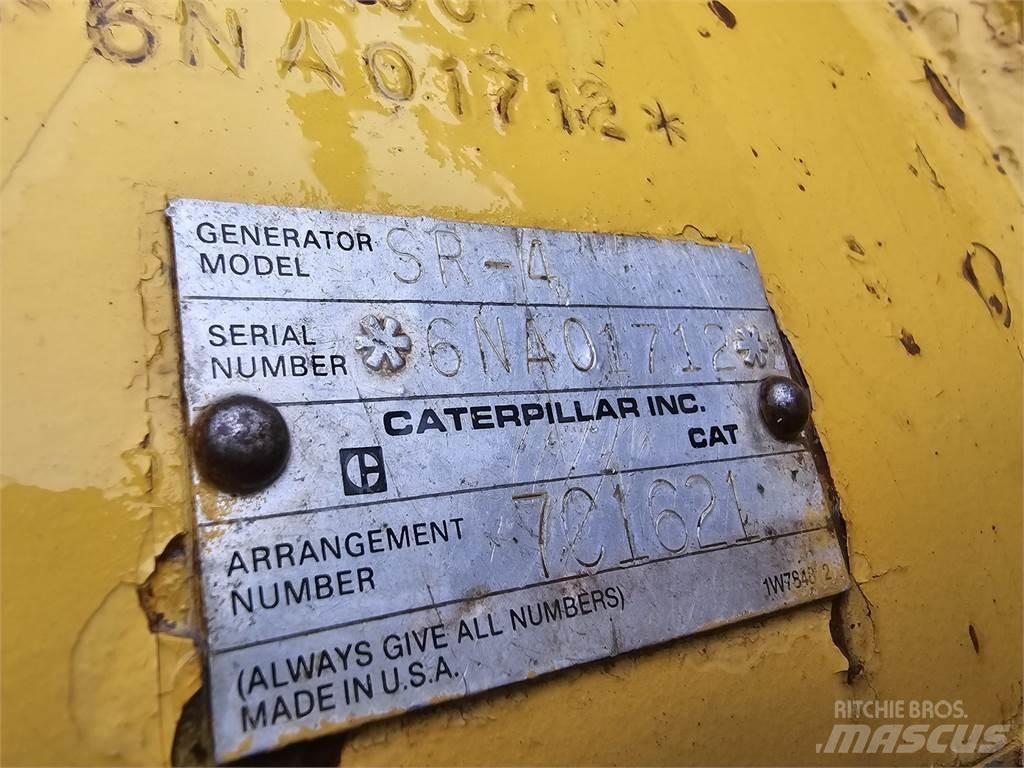 6NA01712*
GENERATOR MODEL SR-4
SERIAL NUMBER *6NA01712*
CATERPILLAR INC.
CAT
ARRANGEMENT NUMBER 7C1621
(ALWAYS GIVE ALL NUMBERS)
MADE IN U.S.A.
RITCHIE BROS.
MASCUS